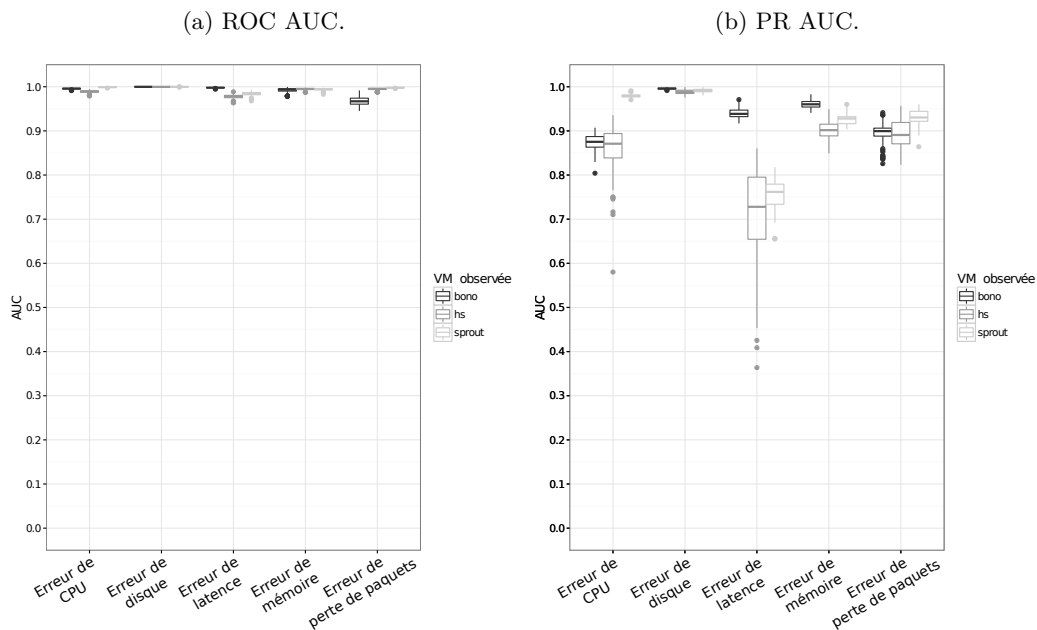 (a) ROC AUC.
1.0
0.9
0.8
0.7
0.6
0.5
0.4
0.3
0.2
0.1
0.0
AUC
Erreur de
CPU
Erreur de
disque
Erreur de
latence
Erreur de
mémoire
Erreur de
perte de paquets
VM observée
bono
hs
sprout
(b) PR AUC.
1.0
0.9
0.8
0.7
0.6
0.5
0.4
0.3
0.2
0.1
0.0
AUC
Erreur de
CPU
Erreur de
disque
Erreur de
latence
Erreur de
mémoire
Erreur de
perte de paquets
VM observée
bono
hs
sprout